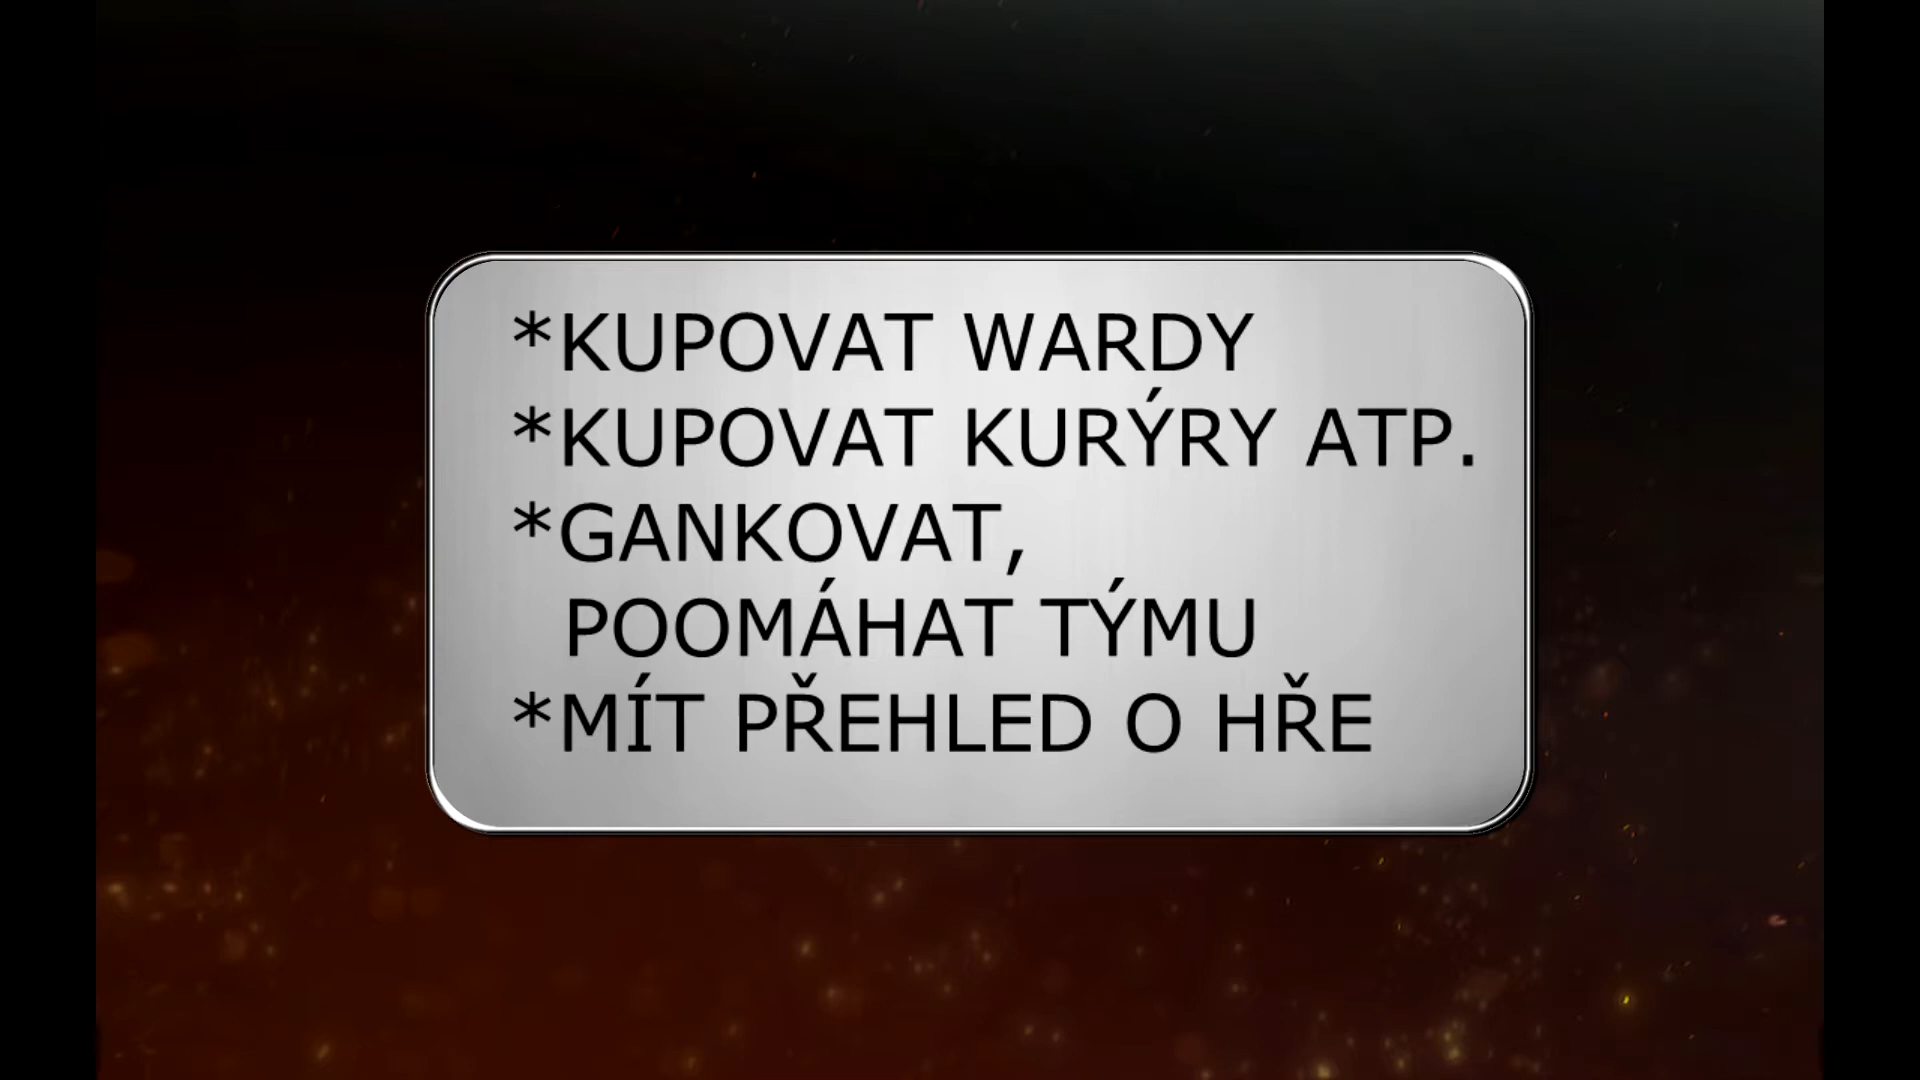 *KUPOVAT WARDY
*KUPOVAT KURÝRY ATP.
*GANKOVAT,
POOMÁHAT TÝMU
*MÍT PŘEHLED O HŘE